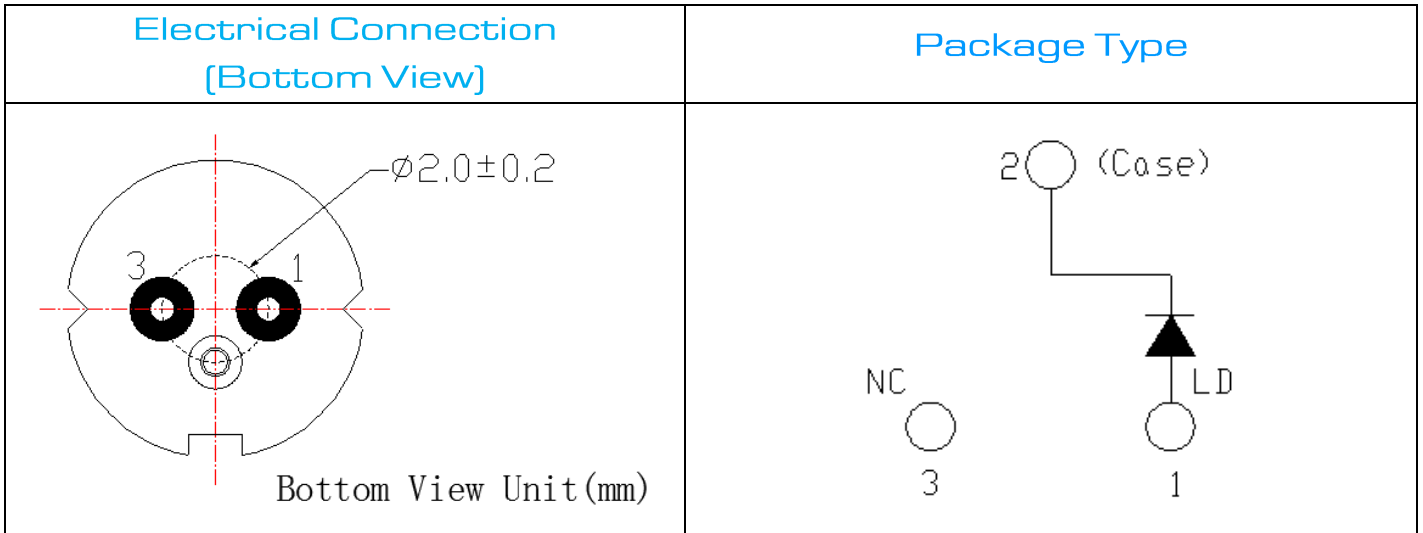 Electrical Connection
(Bottom View)
Package Type
⌀2.0±0.2
3
1
Bottom View Unit(mm)
2
(Case)
NC
LD
3
1